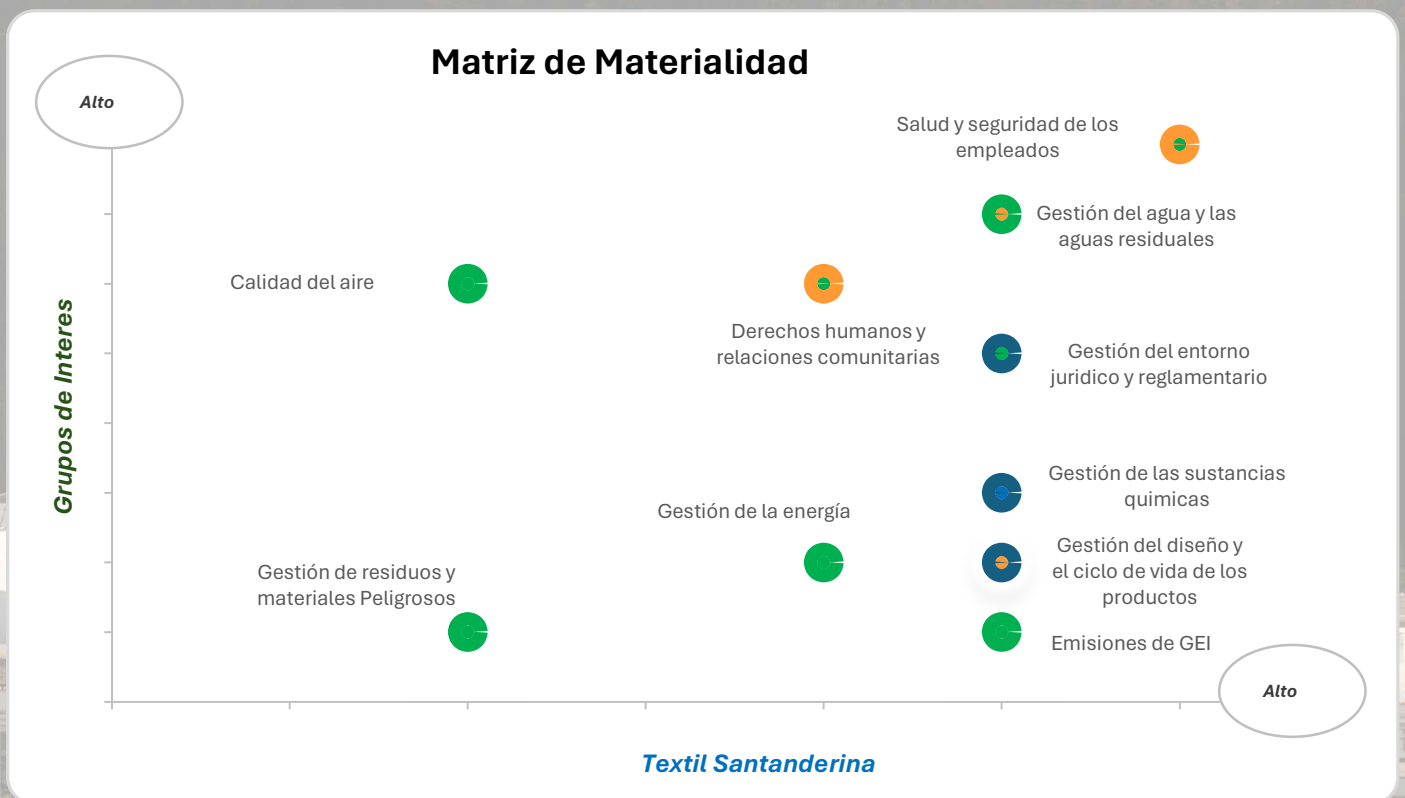 Matriz de Materialidad
Alto
Salud y seguridad de los
empleados
Gestión del agua y las
aguas residuales
Calidad del aire
Derechos humanos y
relaciones comunitarias
Gestión del entorno
juridico y reglamentario
Grupos de Interes
Gestión de las sustancias
quimicas
Gestión de la energía
Gestión del diseño y
el ciclo de vida de los
productos
Gestión de residuos y
materiales Peligrosos
Emisiones de GEI
Alto
Textil Santanderina